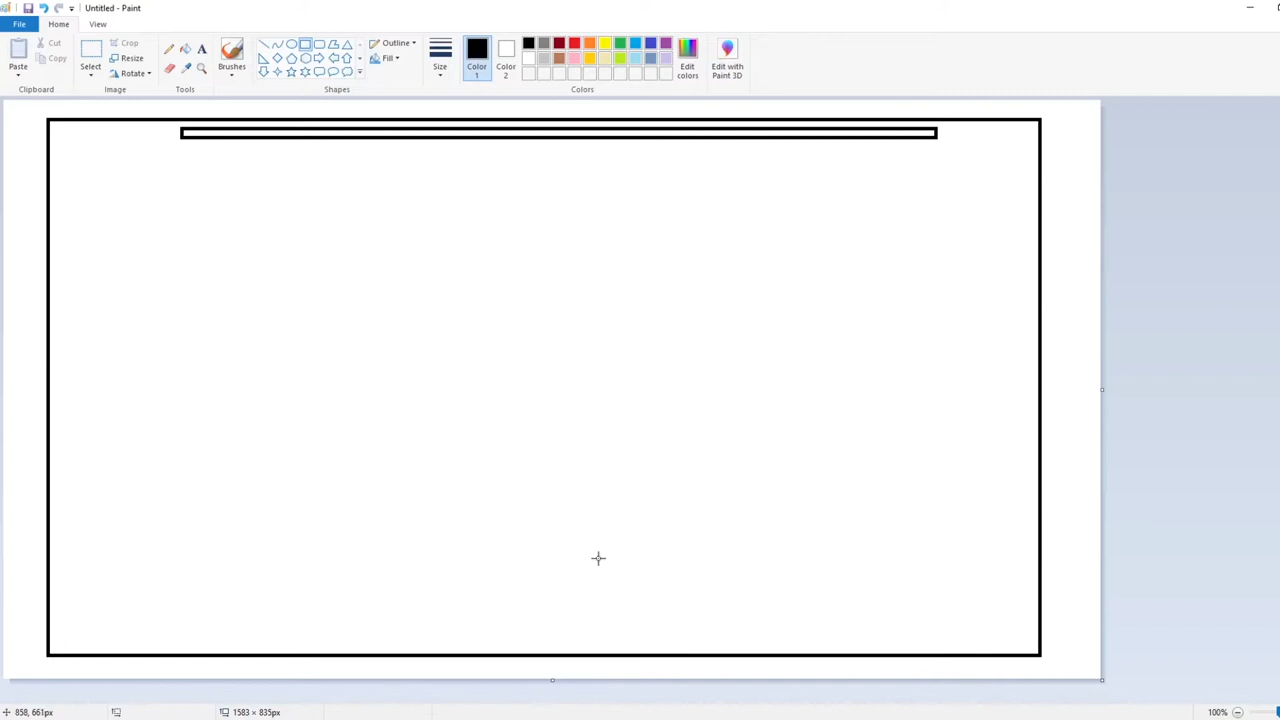 Untitled - Paint
File Home View
Paste Cut Copy Clipboard
Select Crop Resize Rotate Image
A Tools
Brushes
Outline Fill Shapes
Size
Color 1 Color 2 Edit colors Colors
Edit with Paint 3D
858, 661px 1583 × 835px 100%